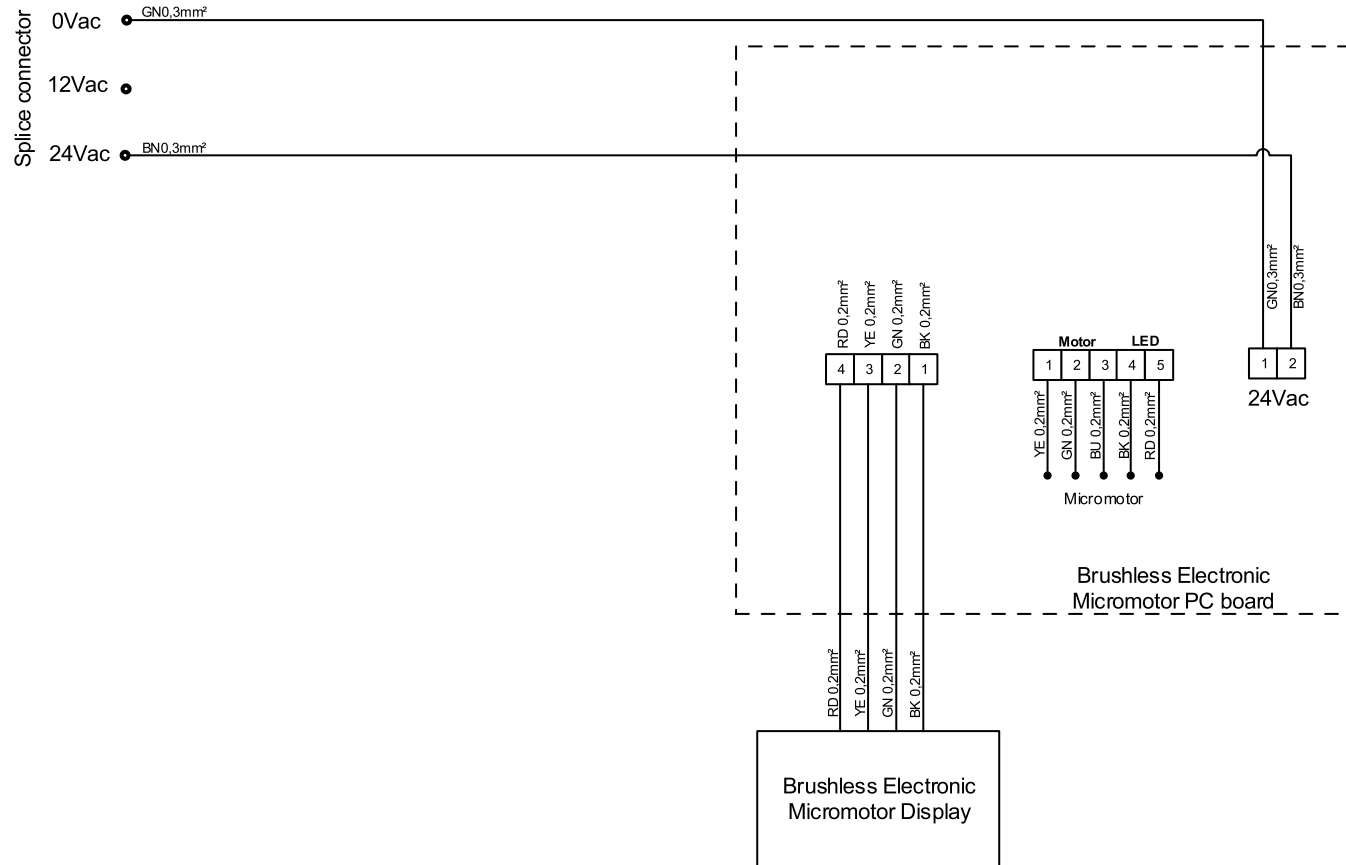 Splice connector
0Vac
GN0,3mm²
12Vac
24Vac
BN0,3mm²
GN0,3mm²
BN0,3mm²
RD 0,2mm²
YE 0,2mm²
GN 0,2mm²
BK 0,2mm²
4 3 2 1
Motor LED
1 2 3 4 5
1 2
24Vac
YE 0,2mm²
GN 0,2mm²
BU 0,2mm²
BK 0,2mm²
RD 0,2mm²
Micromotor
Brushless Electronic
Micromotor PC board
RD 0,2mm²
YE 0,2mm²
GN 0,2mm²
BK 0,2mm²
Brushless Electronic
Micromotor Display